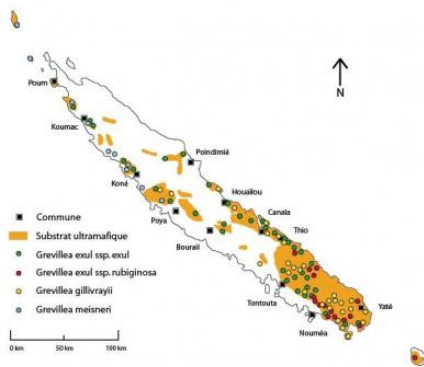 N
Poum
Koumac
Poindimié
Koné
Houaïlou
Poya
Canala
Thio
Bourail
Tontouta
Yaté
Nouméa
Commune
Substrat ultramafique
Grevillea exul ssp. exul
Grevillea exul ssp. rubiginosa
Grevillea gillivrayii
Grevillea meisneri
0 km 50 km 100 km